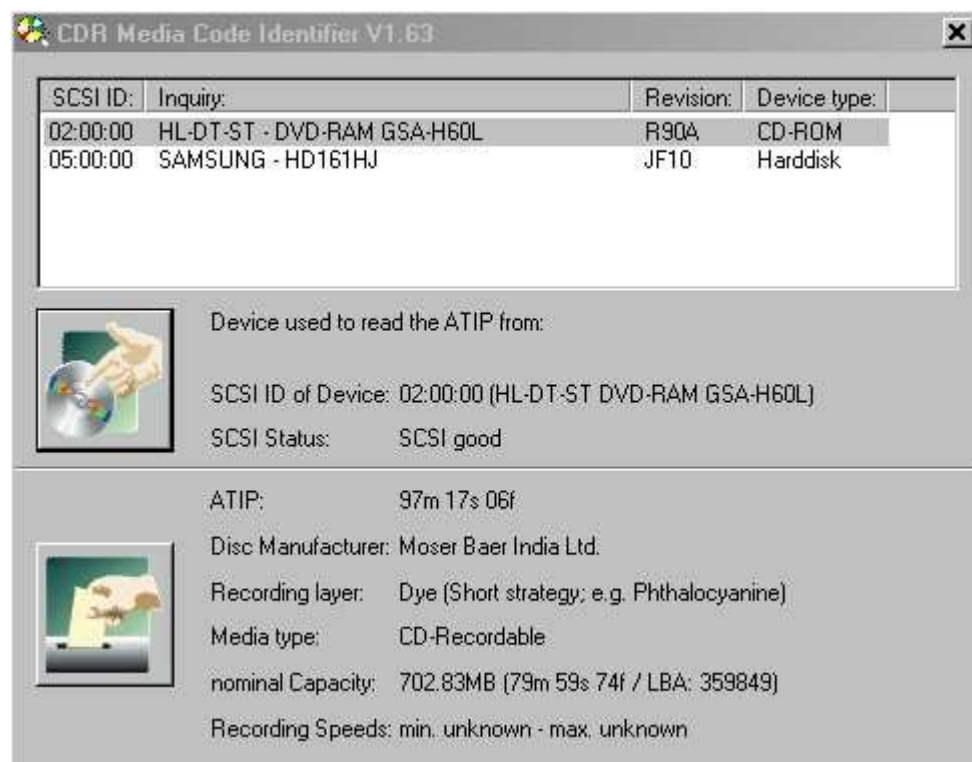 CDR Media Code Identifier V1.63
SCSI ID: Inquiry: Revision: Device type:
02:00:00 HL-DT-ST - DVD-RAM GSA-H60L R90A CD-ROM
05:00:00 SAMSUNG - HD161HJ JF10 Harddisk
Device used to read the ATIP from:
SCSI ID of Device: 02:00:00 (HL-DT-ST DVD-RAM GSA-H60L)
SCSI Status: SCSI good
ATIP: 97m 17s 06f
Disc Manufacturer: Moser Baer India Ltd.
Recording layer: Dye (Short strategy; e.g. Phthalocyanine)
Media type: CD-Recordable
nominal Capacity: 702.83MB (79m 59s 74f / LBA: 359849)
Recording Speeds: min. unknown - max. unknown